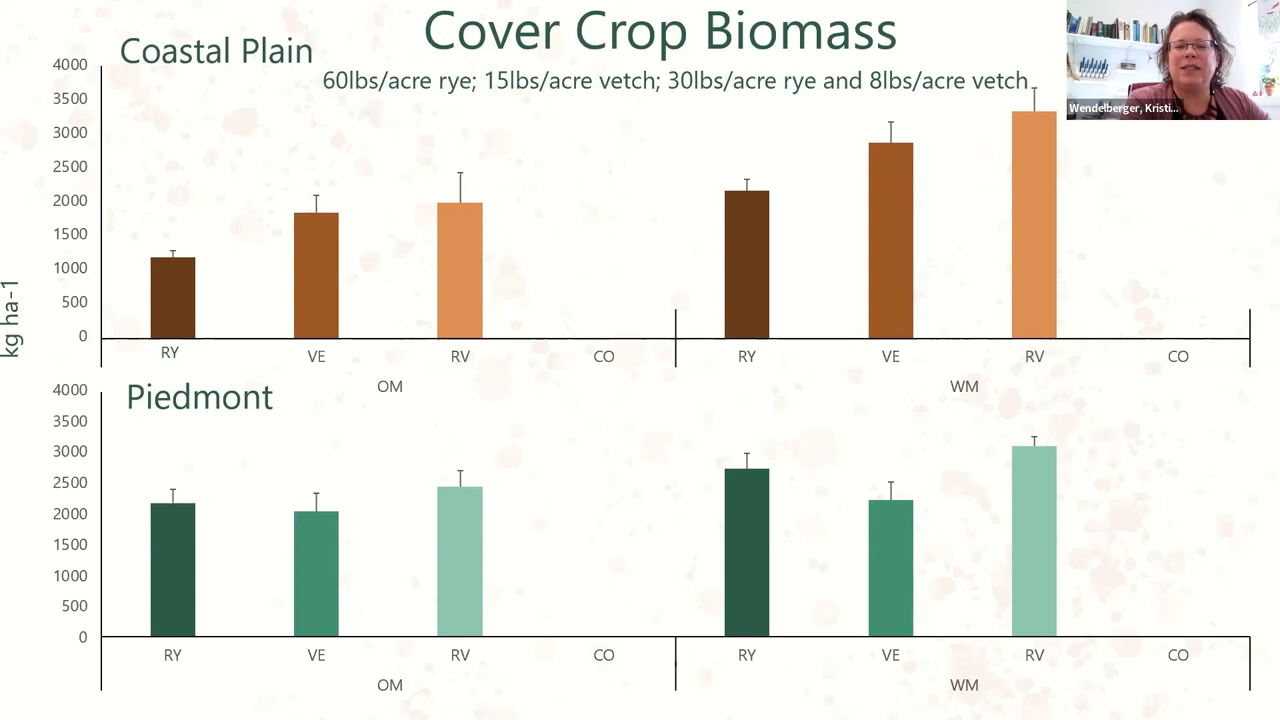 Cover Crop Biomass
Coastal Plain
60lbs/acre rye; 15lbs/acre vetch; 30lbs/acre rye and 8lbs/acre vetch
Wendelberger, Kristi...
4000
3500
3000
2500
2000
1500
1000
500
0
kg ha-1
RY VE RV CO RY VE RV CO
OM WM
Piedmont
4000
3500
3000
2500
2000
1500
1000
500
0
RY VE RV CO RY VE RV CO
OM WM